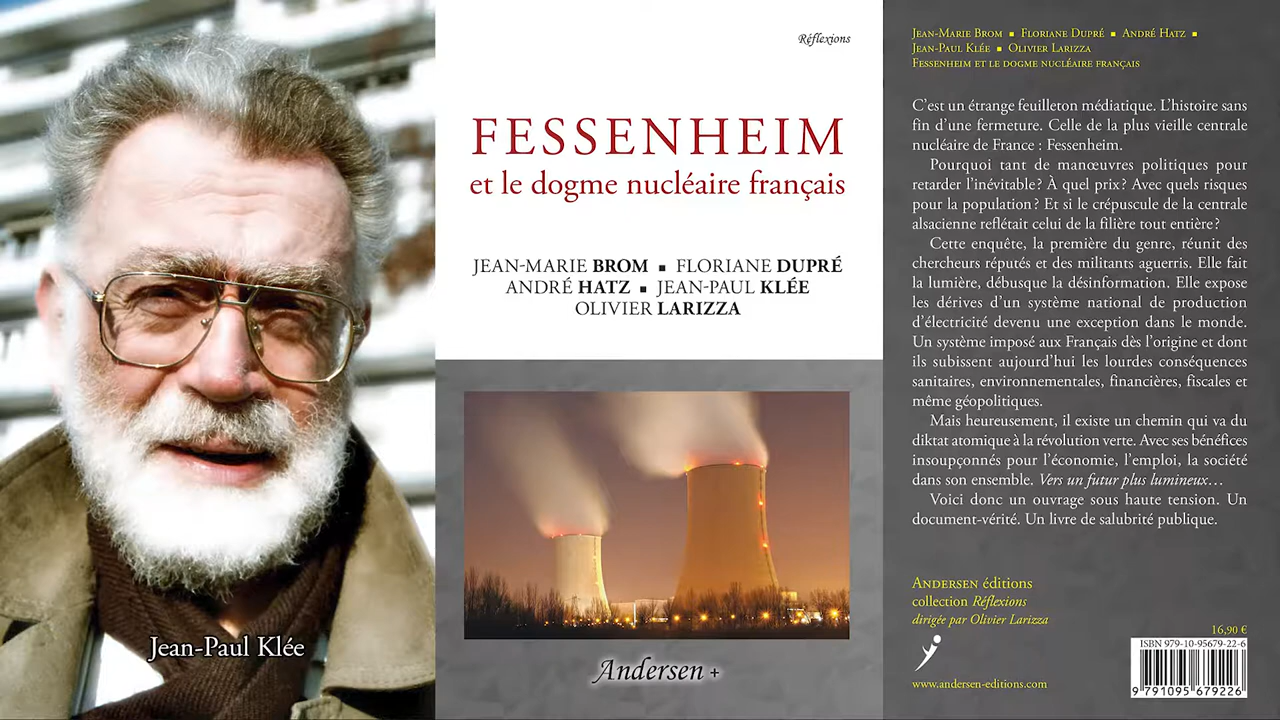 Jean-Paul Klée
Réflexions
FESSENHEIM
et le dogme nucléaire français
JEAN-MARIE BROM ▪ FLORIANE DUPRÉ
ANDRÉ HATZ ▪ JEAN-PAUL KLÉE
OLIVIER LARIZZA
Andersen +
JEAN-MARIE BROM ▪ FLORIANE DUPRÉ ▪ ANDRÉ HATZ ▪
JEAN-PAUL KLÉE ▪ OLIVIER LARIZZA
FESSENHEIM ET LE DOGME NUCLÉAIRE FRANÇAIS
C'est un étrange feuilleton médiatique. L'histoire sans
fin d'une fermeture. Celle de la plus vieille centrale
nucléaire de France : Fessenheim.
Pourquoi tant de manœuvres politiques pour
retarder l'inévitable ? À quel prix ? Avec quels risques
pour la population ? Et si le crépuscule de la centrale
alsacienne reflétait celui de la filière tout entière ?
Cette enquête, la première du genre, réunit des
chercheurs réputés et des militants aguerris. Elle fait
la lumière, débusque la désinformation. Elle expose
les dérives d'un système national de production
d'électricité devenu une exception dans le monde.
Un système imposé aux Français dès l'origine et dont
ils subissent aujourd'hui les lourdes conséquences
sanitaires, environnementales, financières, fiscales et
même géopolitiques.
Mais heureusement, il existe un chemin qui va du
diktat atomique à la révolution verte. Avec ses bénéfices
insoupçonnés pour l'économie, l'emploi, la société
dans son ensemble. Vers un futur plus lumineux…
Voici donc un ouvrage sous haute tension. Un
document-vérité. Un livre de salubrité publique.
ANDERSEN éditions
collection Réflexions
dirigée par Olivier Larizza
www.andersen-editions.com
16,90 €
ISBN 979-10-95679-22-6
9 791095 679226